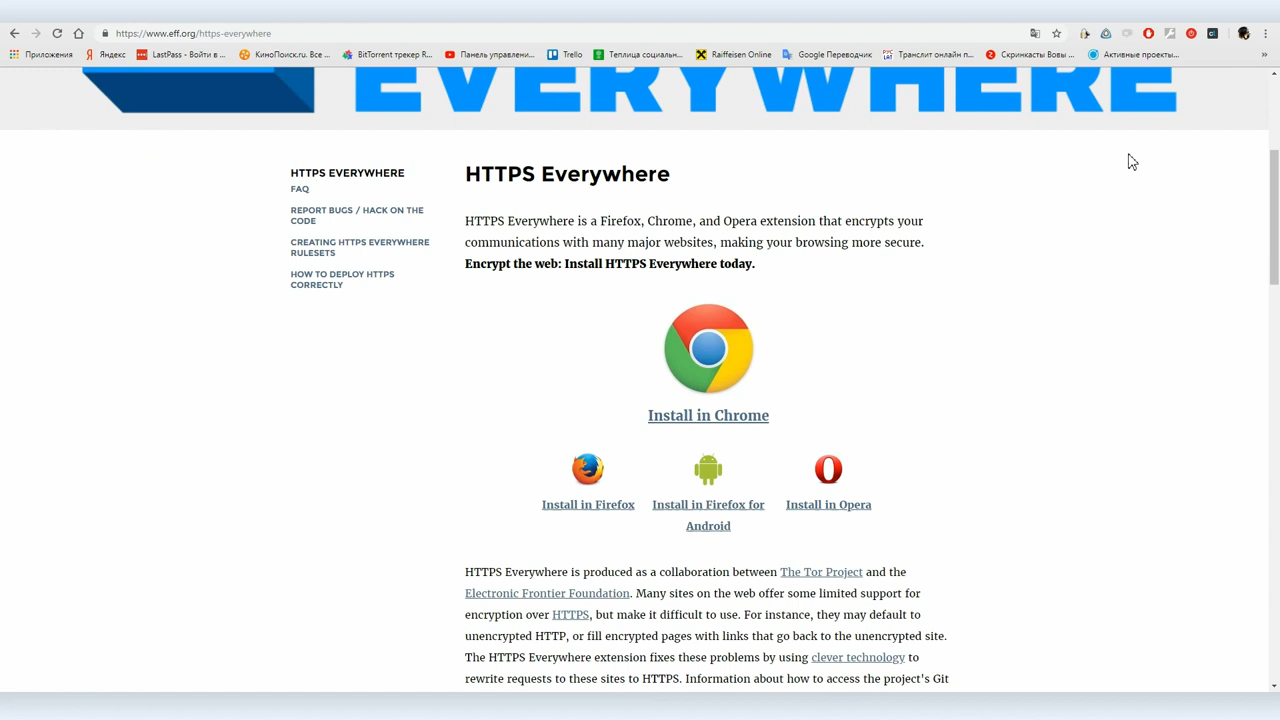 https://www.eff.org/https-everywhere
Приложения
Яндекс
LastPass - Войти в ...
КиноПоиск.ru. Все ...
BitTorrent трекер R...
Панель управлени...
Trello
Теплица социальн...
Raiffeisen Online
Google Переводчик
Транслит онлайн п...
Скринкасты Вовы ...
Активные проекты...
»
EVERYWHERE
HTTPS EVERYWHERE
FAQ
REPORT BUGS / HACK ON THE
CODE
CREATING HTTPS EVERYWHERE
RULESETS
HOW TO DEPLOY HTTPS
CORRECTLY
HTTPS Everywhere
HTTPS Everywhere is a Firefox, Chrome, and Opera extension that encrypts your
communications with many major websites, making your browsing more secure.
Encrypt the web: Install HTTPS Everywhere today.
Install in Chrome
Install in Firefox
Install in Firefox for
Android
Install in Opera
HTTPS Everywhere is produced as a collaboration between The Tor Project and the
Electronic Frontier Foundation. Many sites on the web offer some limited support for
encryption over HTTPS, but make it difficult to use. For instance, they may default to
unencrypted HTTP, or fill encrypted pages with links that go back to the unencrypted site.
The HTTPS Everywhere extension fixes these problems by using clever technology to
rewrite requests to these sites to HTTPS. Information about how to access the project's Git